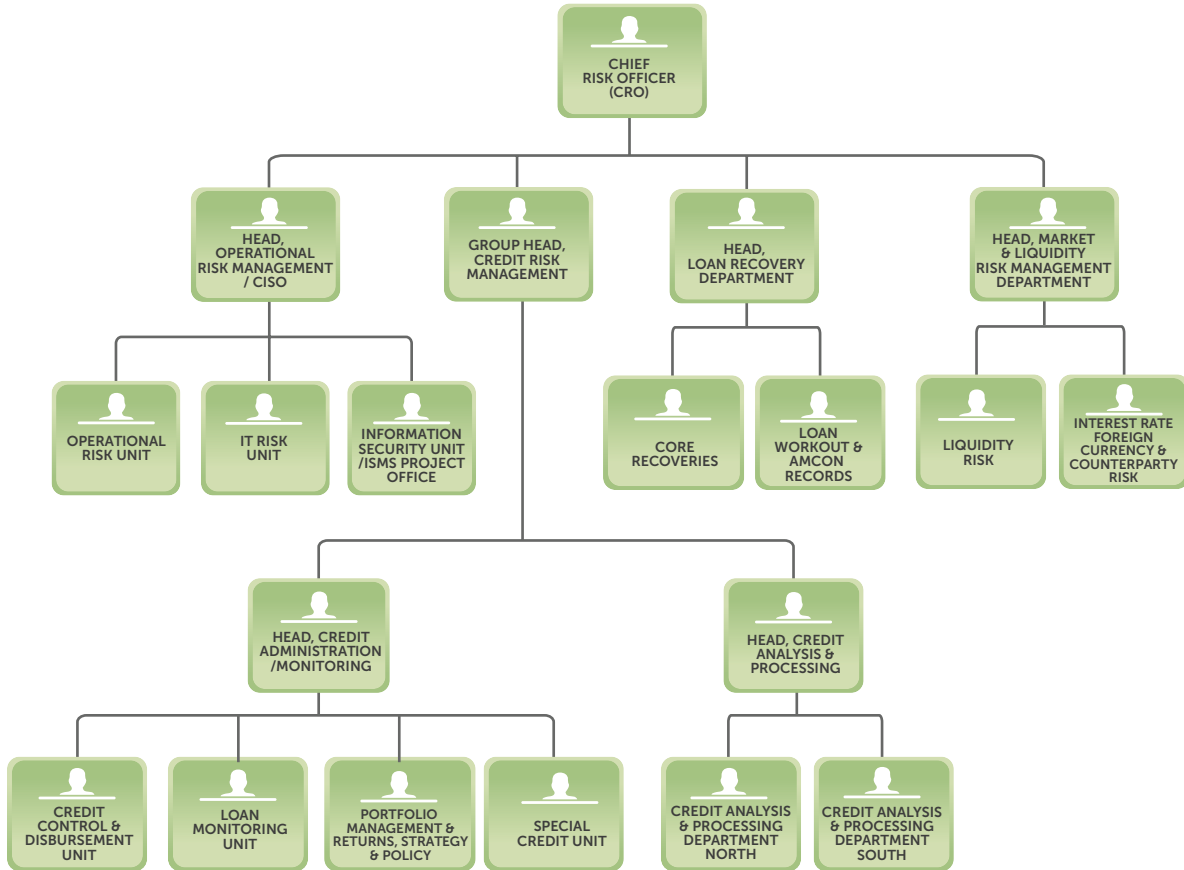 CHIEF
RISK OFFICER
(CRO)
HEAD,
OPERATIONAL
RISK MANAGEMENT
/ CISO
GROUP HEAD,
CREDIT RISK
MANAGEMENT
HEAD,
LOAN RECOVERY
DEPARTMENT
HEAD, MARKET
& LIQUIDITY
RISK MANAGEMENT
DEPARTMENT
OPERATIONAL
RISK UNIT
IT RISK
UNIT
INFORMATION
SECURITY UNIT
/ISMS PROJECT
OFFICE
CORE
RECOVERIES
LOAN
WORKOUT &
AMCON
RECORDS
LIQUIDITY
RISK
INTEREST RATE
FOREIGN
CURRENCY &
COUNTERPARTY
RISK
HEAD, CREDIT
ADMINISTRATION
/MONITORING
HEAD, CREDIT
ANALYSIS &
PROCESSING
CREDIT
CONTROL &
DISBURSEMENT
UNIT
LOAN
MONITORING
UNIT
PORTFOLIO
MANAGEMENT &
RETURNS, STRATEGY
& POLICY
SPECIAL
CREDIT UNIT
CREDIT ANALYSIS
& PROCESSING
DEPARTMENT
NORTH
CREDIT ANALYSIS
& PROCESSING
DEPARTMENT
SOUTH